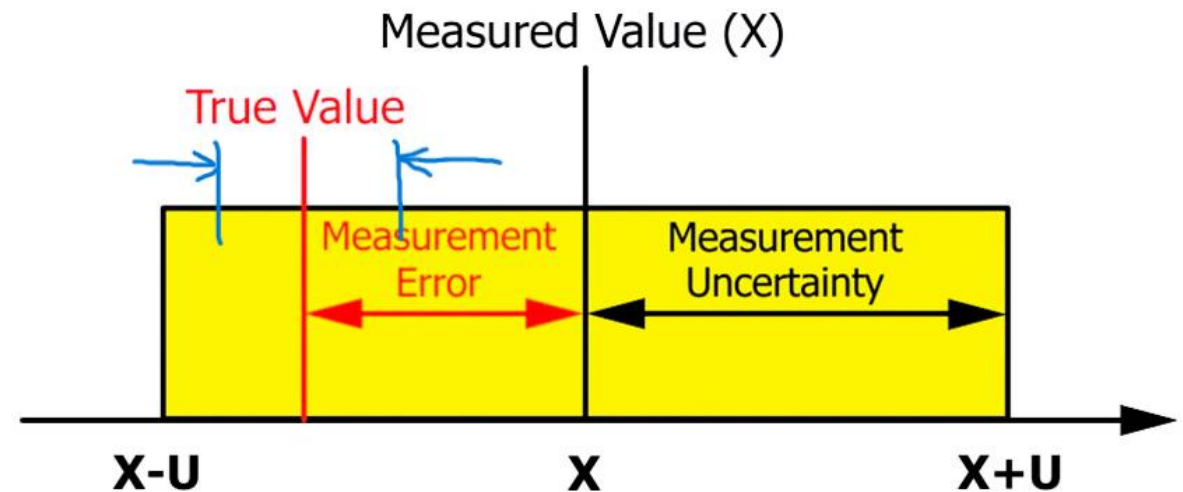 Measured Value (X)
True Value
Measurement
Error
Measurement
Uncertainty
X-U
X
X+U